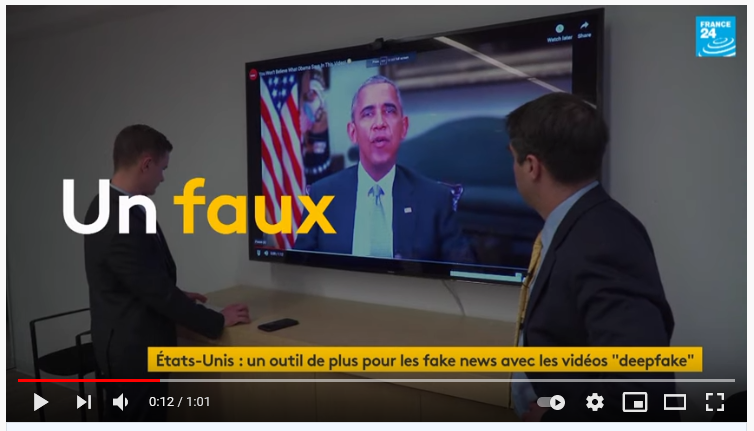 FRANCE
24
You Won't Believe What Obama Says In This Video!
Watch later
Share
Un faux
États-Unis : un outil de plus pour les fake news avec les vidéos "deepfake"
0:12 / 1:01